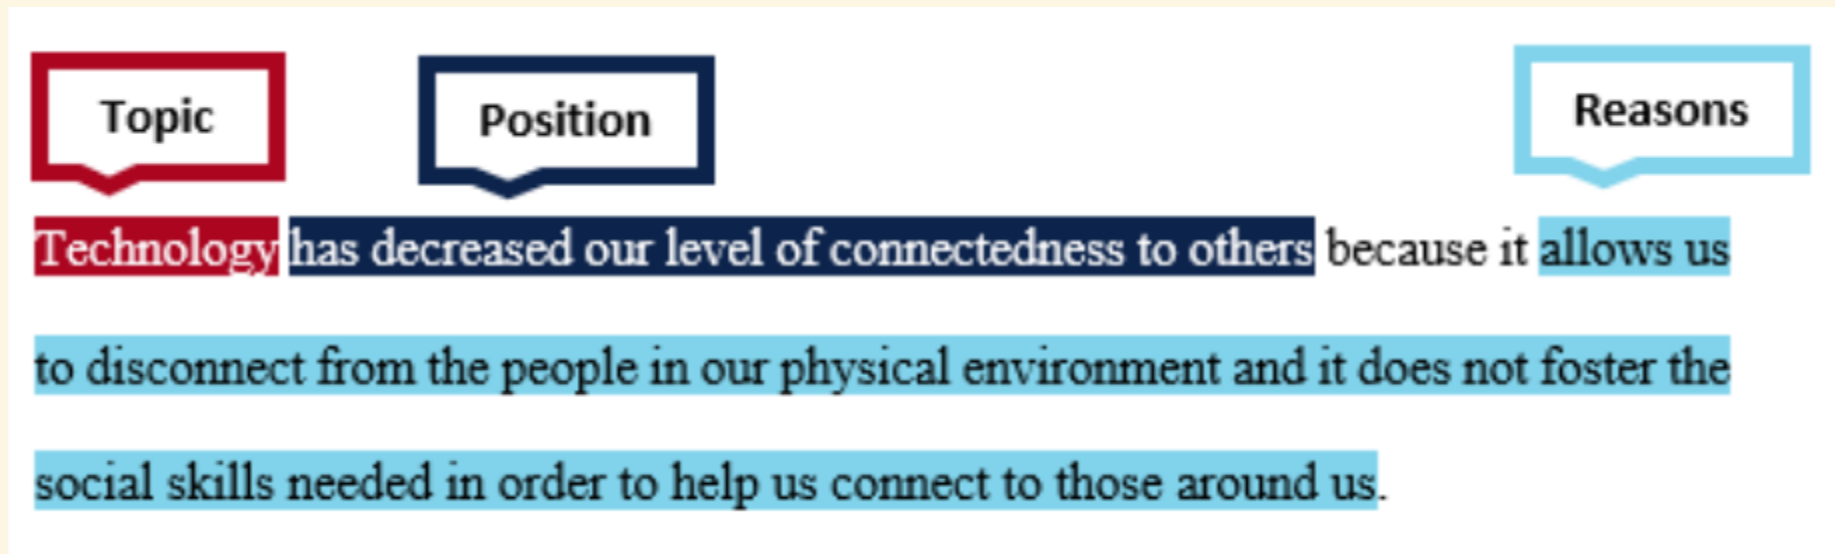 Topic
Position
Reasons
Technology has decreased our level of connectedness to others because it allows us
to disconnect from the people in our physical environment and it does not foster the
social skills needed in order to help us connect to those around us.